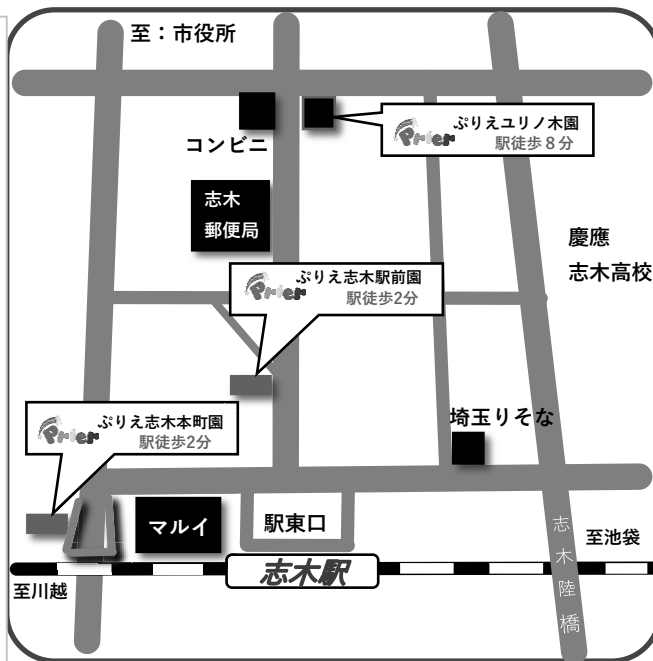 至：市役所
コンビニ
Prier
ぷりえユリノ木園
駅徒歩８分
志木
郵便局
慶應
志木高校
Prier
ぷりえ志木駅前園
駅徒歩2分
Prier
ぷりえ志木本町園
駅徒歩2分
埼玉りそな
マルイ
駅東口
志木陸橋
至池袋
志木駅
至川越